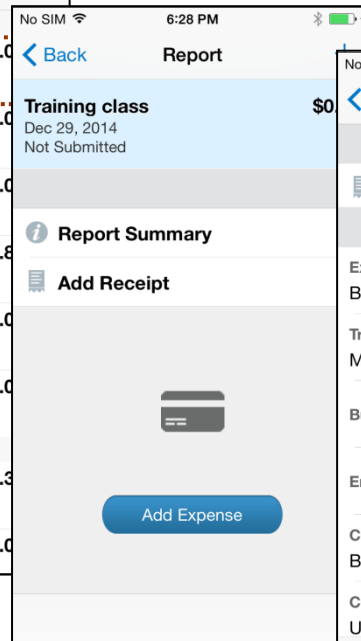 No SIM 6:28 PM
Back Report
Training class $0.
Dec 29, 2014
Not Submitted
Report Summary
Add Receipt
Add Expense